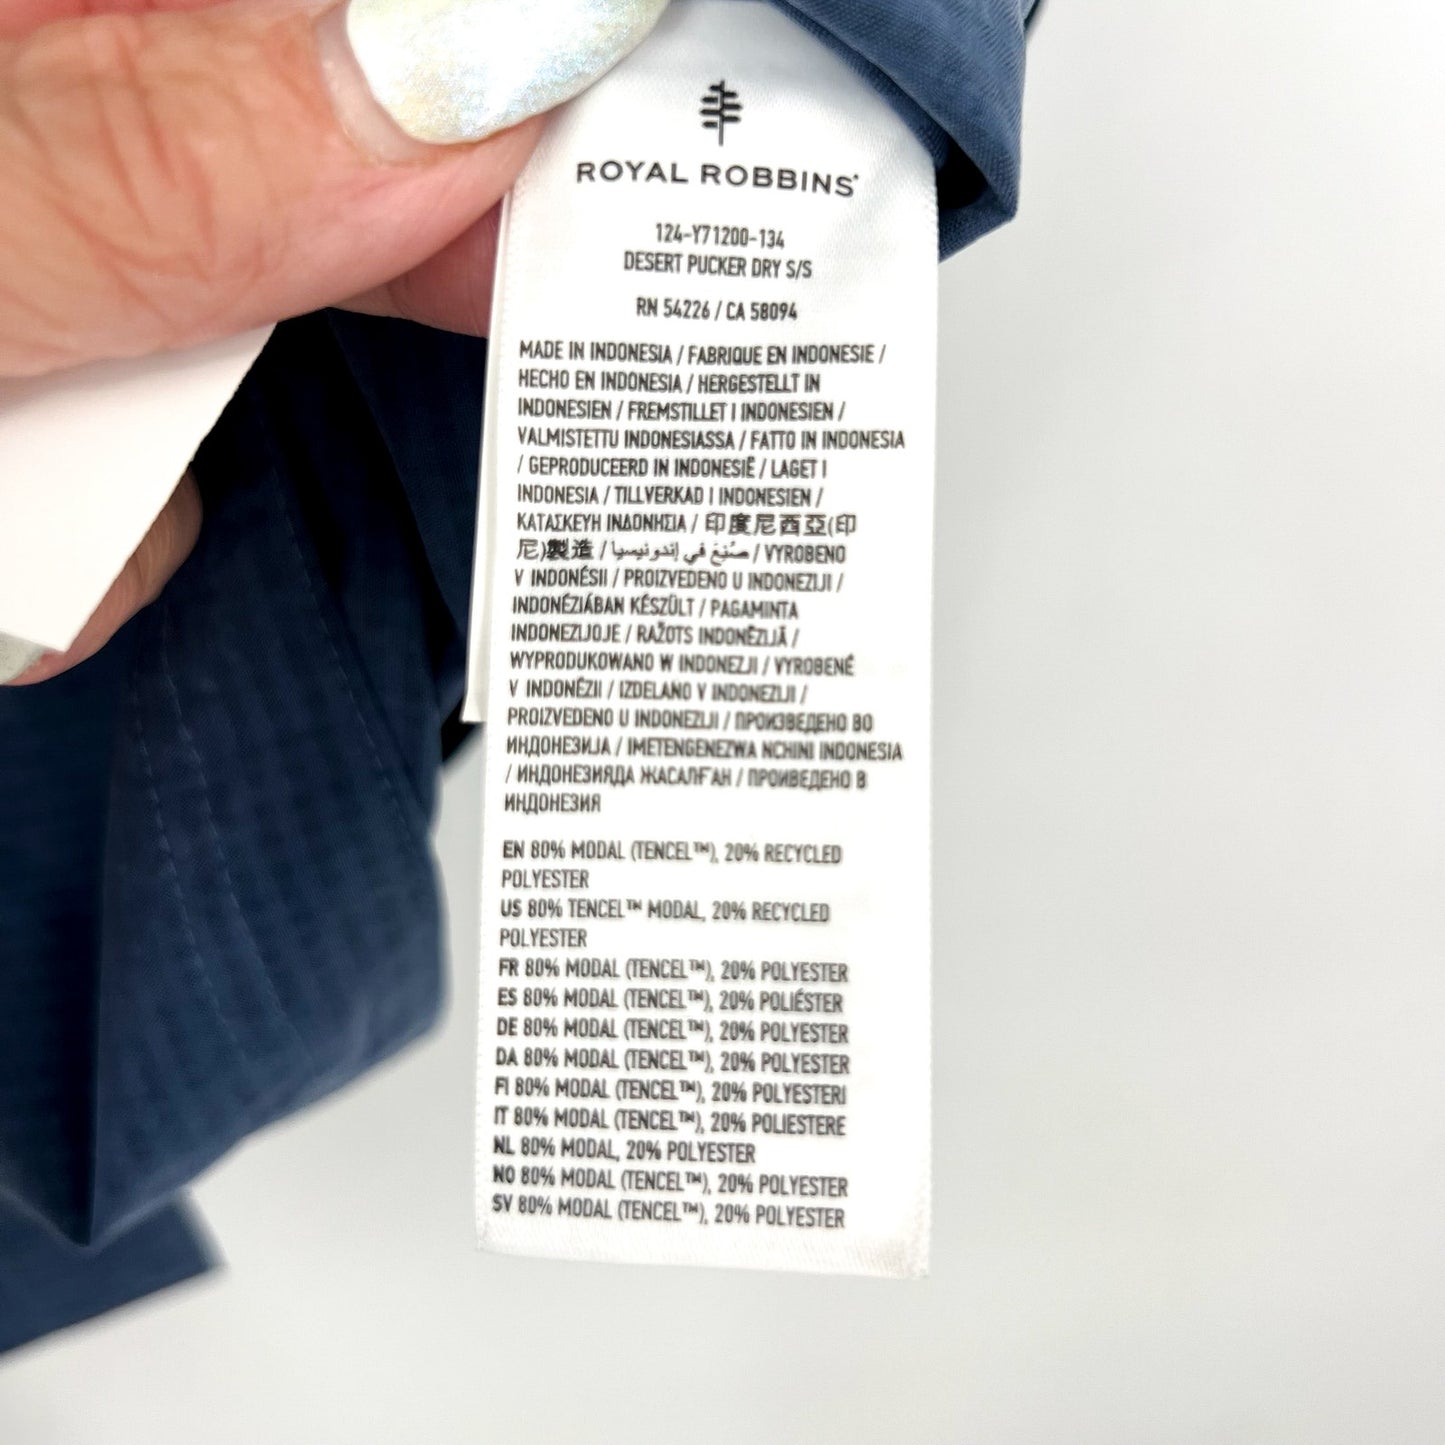 ROYAL ROBBINS
124-Y71200-134
DESERT PUCKER DRY S/S
RN 54226 / CA 58094
MADE IN INDONESIA / FABRIQUE EN INDONESIE /
HECHO EN INDONESIA / HERGESTELLT IN
INDONESIEN / FREMSTILLET I INDONESIEN /
VALMISTETTU INDONESIASSA / FATTO IN INDONESIA
/ GEPRODUCEERD IN INDONESIË / LAGET I
INDONESIA / TILLVERKAD I INDONESIEN /
ΚΑΤΑΣΚΕΥΗ ΙΝΔΟΝΗΣΙΑ / 印度尼西亞(印
尼)製造 / صُنِعَ في إندونيسيا / VYROBENO
V INDONÉSII / PROIZVEDENO U INDONEZIJI /
INDONÉZIÁBAN KÉSZÜLT / PAGAMINTA
INDONEZIJOJE / RAŽOTS INDONĒZIJĀ /
WYPRODUKOWANO W INDONEZJI / VYROBENÉ
V INDONÉZII / IZDELANO V INDONEZIJI /
PROIZVEDENO U INDONEZIJI / ПРОИЗВЕДЕНО ВО
ИНДОНЕЗИЈА / IMETENGENEZWA NCHINI INDONESIA
/ ИНДОНЕЗИЯДА ЖАСАЛҒАН / ПРОИВЕДЕНО В
ИНДОНЕЗИЯ
EN 80% MODAL (TENCEL™), 20% RECYCLED
POLYESTER
US 80% TENCEL™ MODAL, 20% RECYCLED
POLYESTER
FR 80% MODAL (TENCEL™), 20% POLYESTER
ES 80% MODAL (TENCEL™), 20% POLIÉSTER
DE 80% MODAL (TENCEL™), 20% POLYESTER
DA 80% MODAL (TENCEL™), 20% POLYESTER
FI 80% MODAL (TENCEL™), 20% POLYESTERI
IT 80% MODAL (TENCEL™), 20% POLIESTERE
NL 80% MODAL, 20% POLYESTER
NO 80% MODAL (TENCEL™), 20% POLYESTER
SV 80% MODAL (TENCEL™), 20% POLYESTER